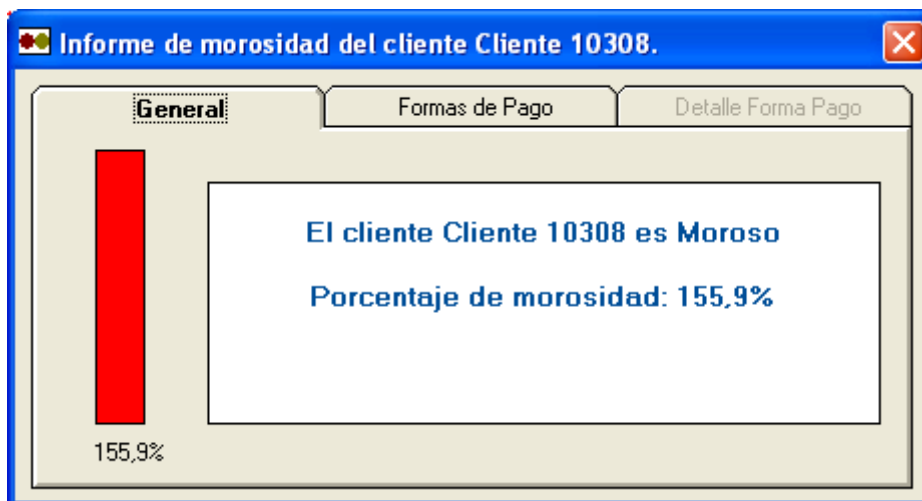 Informe de morosidad del cliente Cliente 10308.
General
Formas de Pago
Detalle Forma Pago
El cliente Cliente 10308 es Moroso
Porcentaje de morosidad: 155,9%
155,9%